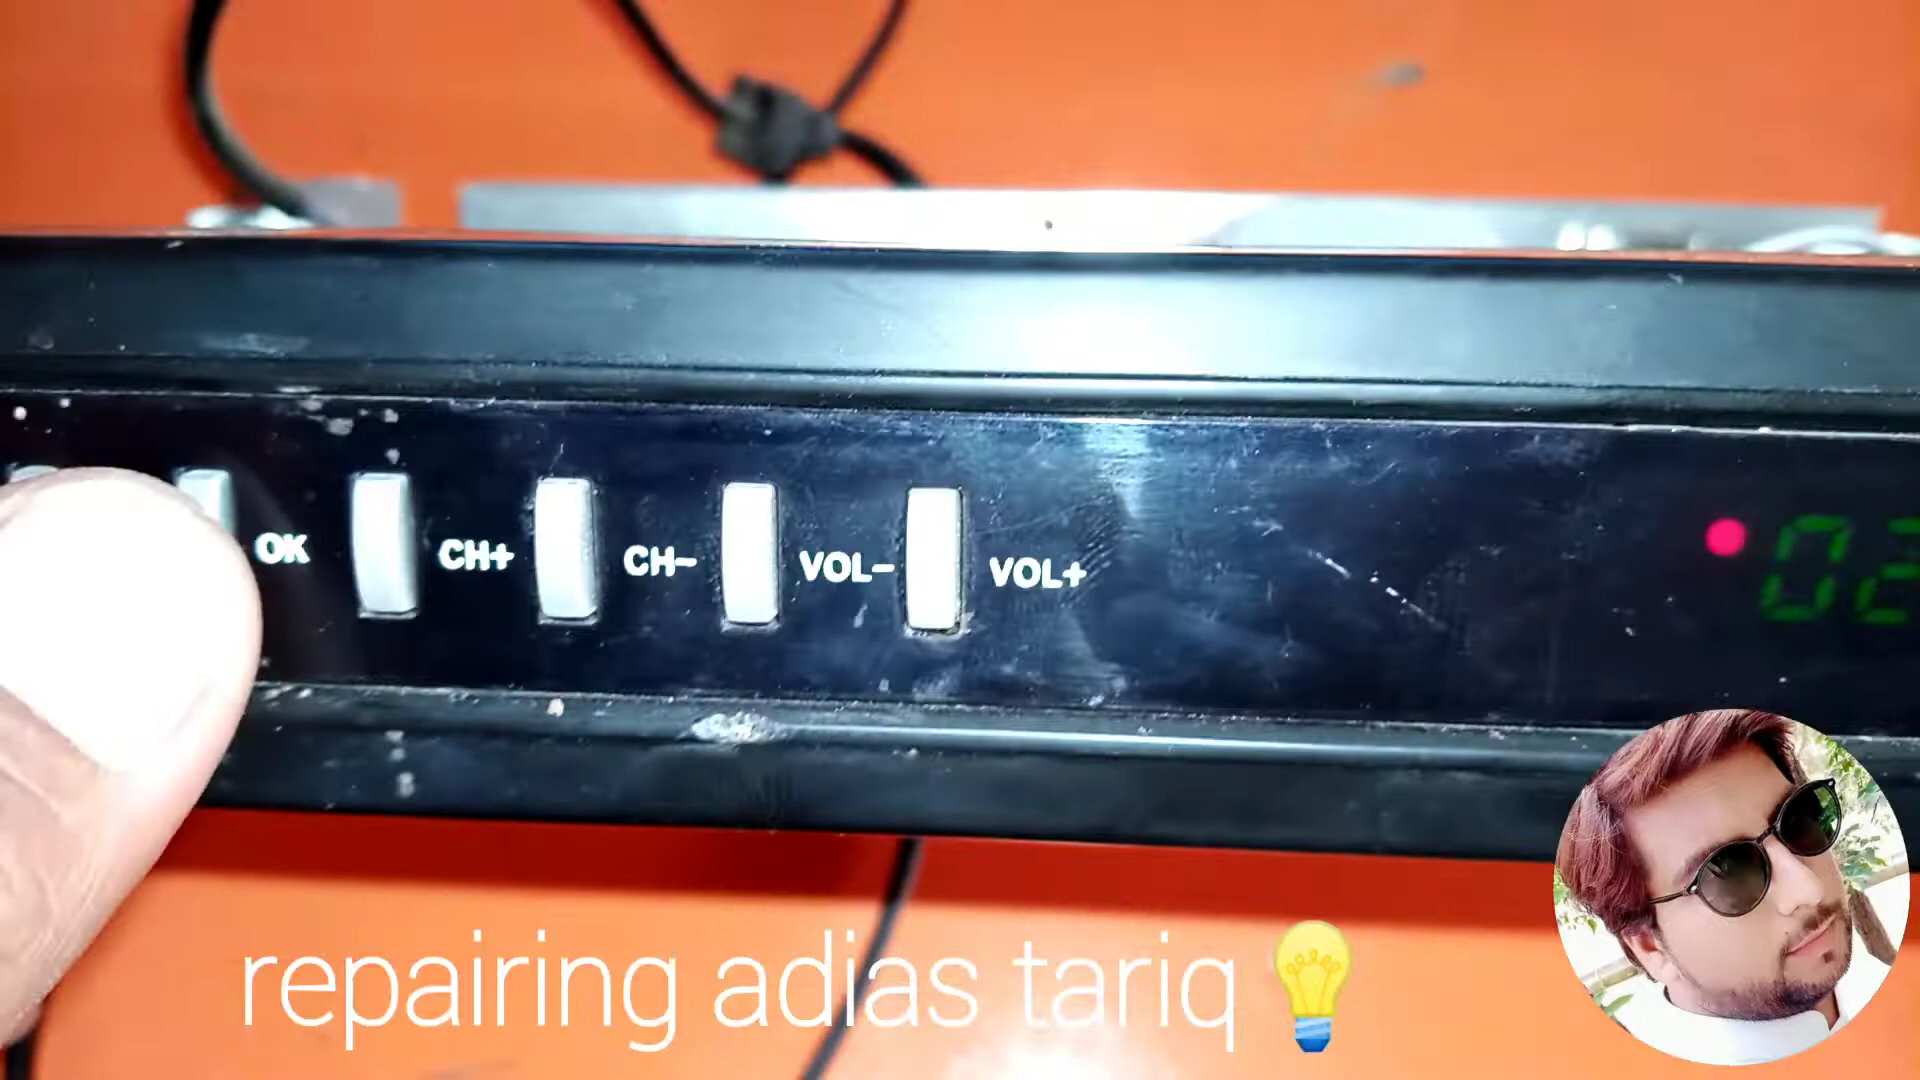 OK CH+ CH- VOL- VOL+
repairing adias tariq